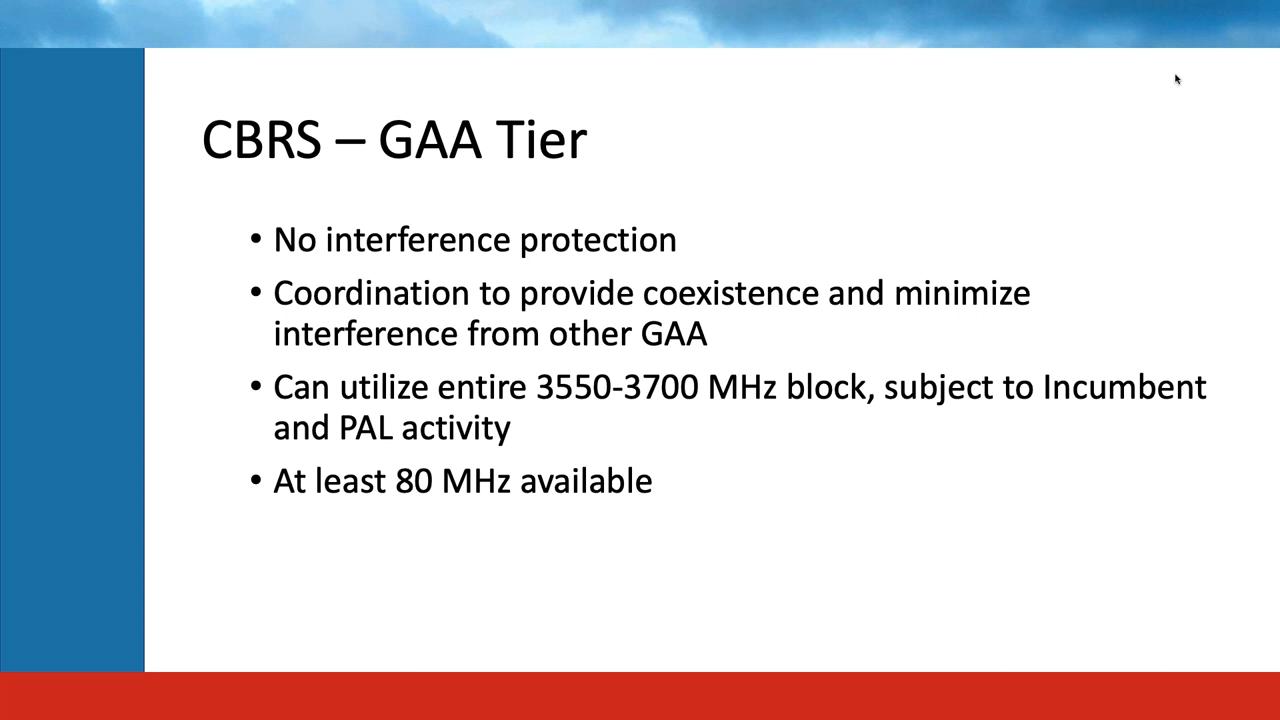 CBRS – GAA Tier
• No interference protection
• Coordination to provide coexistence and minimize
interference from other GAA
• Can utilize entire 3550-3700 MHz block, subject to Incumbent
and PAL activity
• At least 80 MHz available